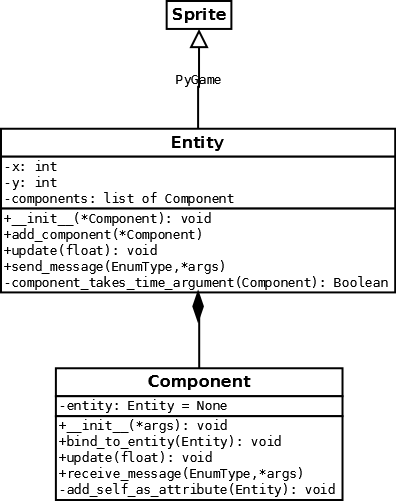 Sprite
PyGame
Entity
-x: int
-y: int
-components: list of Component
+__init__(*Component): void
+add_component(*Component)
+update(float): void
+send_message(EnumType,*args)
-component_takes_time_argument(Component): Boolean
Component
-entity: Entity = None
+__init__(*args): void
+bind_to_entity(Entity): void
+update(float): void
+receive_message(EnumType,*args)
-add_self_as_attribute(Entity): void